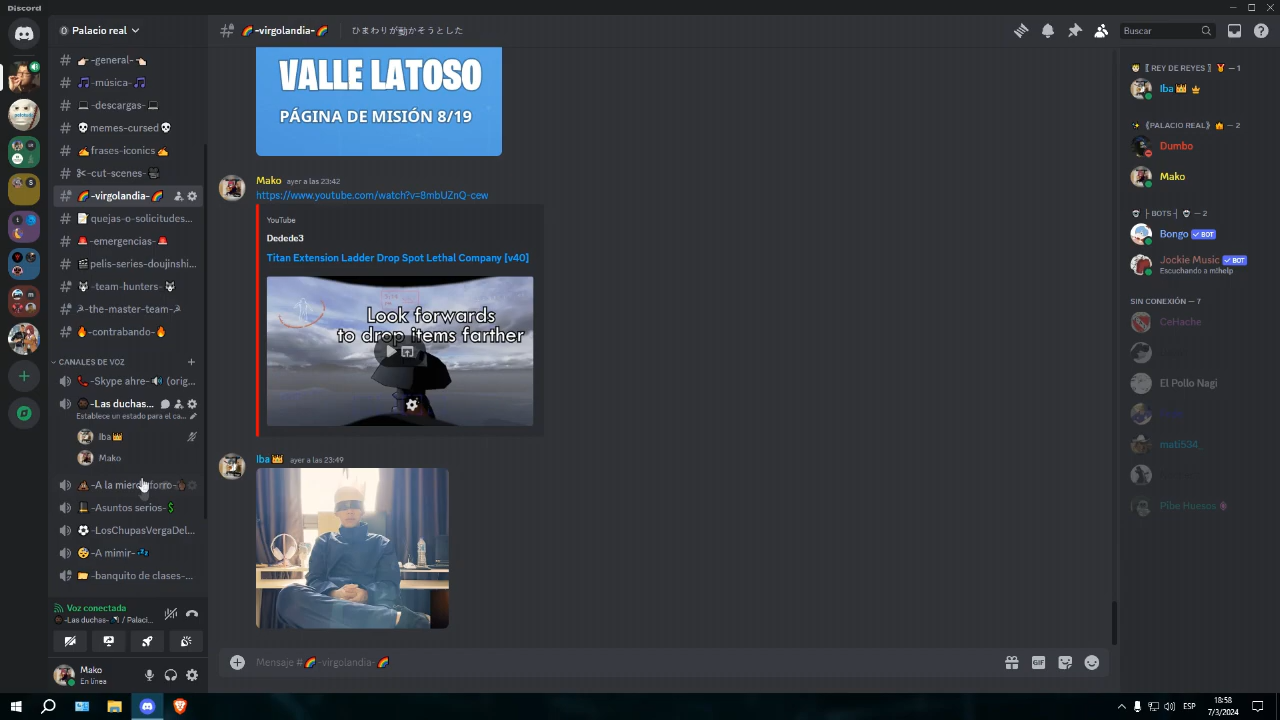 Discord
Palacio real
-general-
-música-
-descargas-
memes-cursed
frases-iconics
-cut-scenes-
-virgolandia-
quejas-o-solicitudes...
-emergencias-
pelis-series-doujinshi...
-team-hunters-
-the-master-team-
-contrabando-
CANALES DE VOZ
-Skype ahre- (orig...
-Las duchas...
Establece un estado para el ca...
Iba
Mako
-Asuntos serios-
-LosChupasVergaDel...
-A mimir-
-banquito de clases-...
Voz conectada
-Las duchas- / Palaci...
Mako
En línea
-virgolandia- ひまわりが動かそうとした
Buscar
VALLE LATOSO
PÁGINA DE MISIÓN 8/19
Mako ayer a las 23:42
https://www.youtube.com/watch?v=8mbUZnQ-cew
YouTube
Dedede3
Titan Extension Ladder Drop Spot Lethal Company [v40]
Look forwards
to drop items farther
Iba ayer a las 23:49
Mensaje # -virgolandia-
GIF
〖 REY DE REYES 〗 — 1
Iba
⟪PALACIO REAL⟫ — 2
Dumbo
Mako
├ BOTS ┤ — 2
Bongo ✓ BOT
Jockie Music ✓ BOT
Escuchando a m!help
SIN CONEXIÓN — 7
CeHache
El Pollo Nagi
mati534_
Pibe Huesos
ESP
18:58
7/3/2024